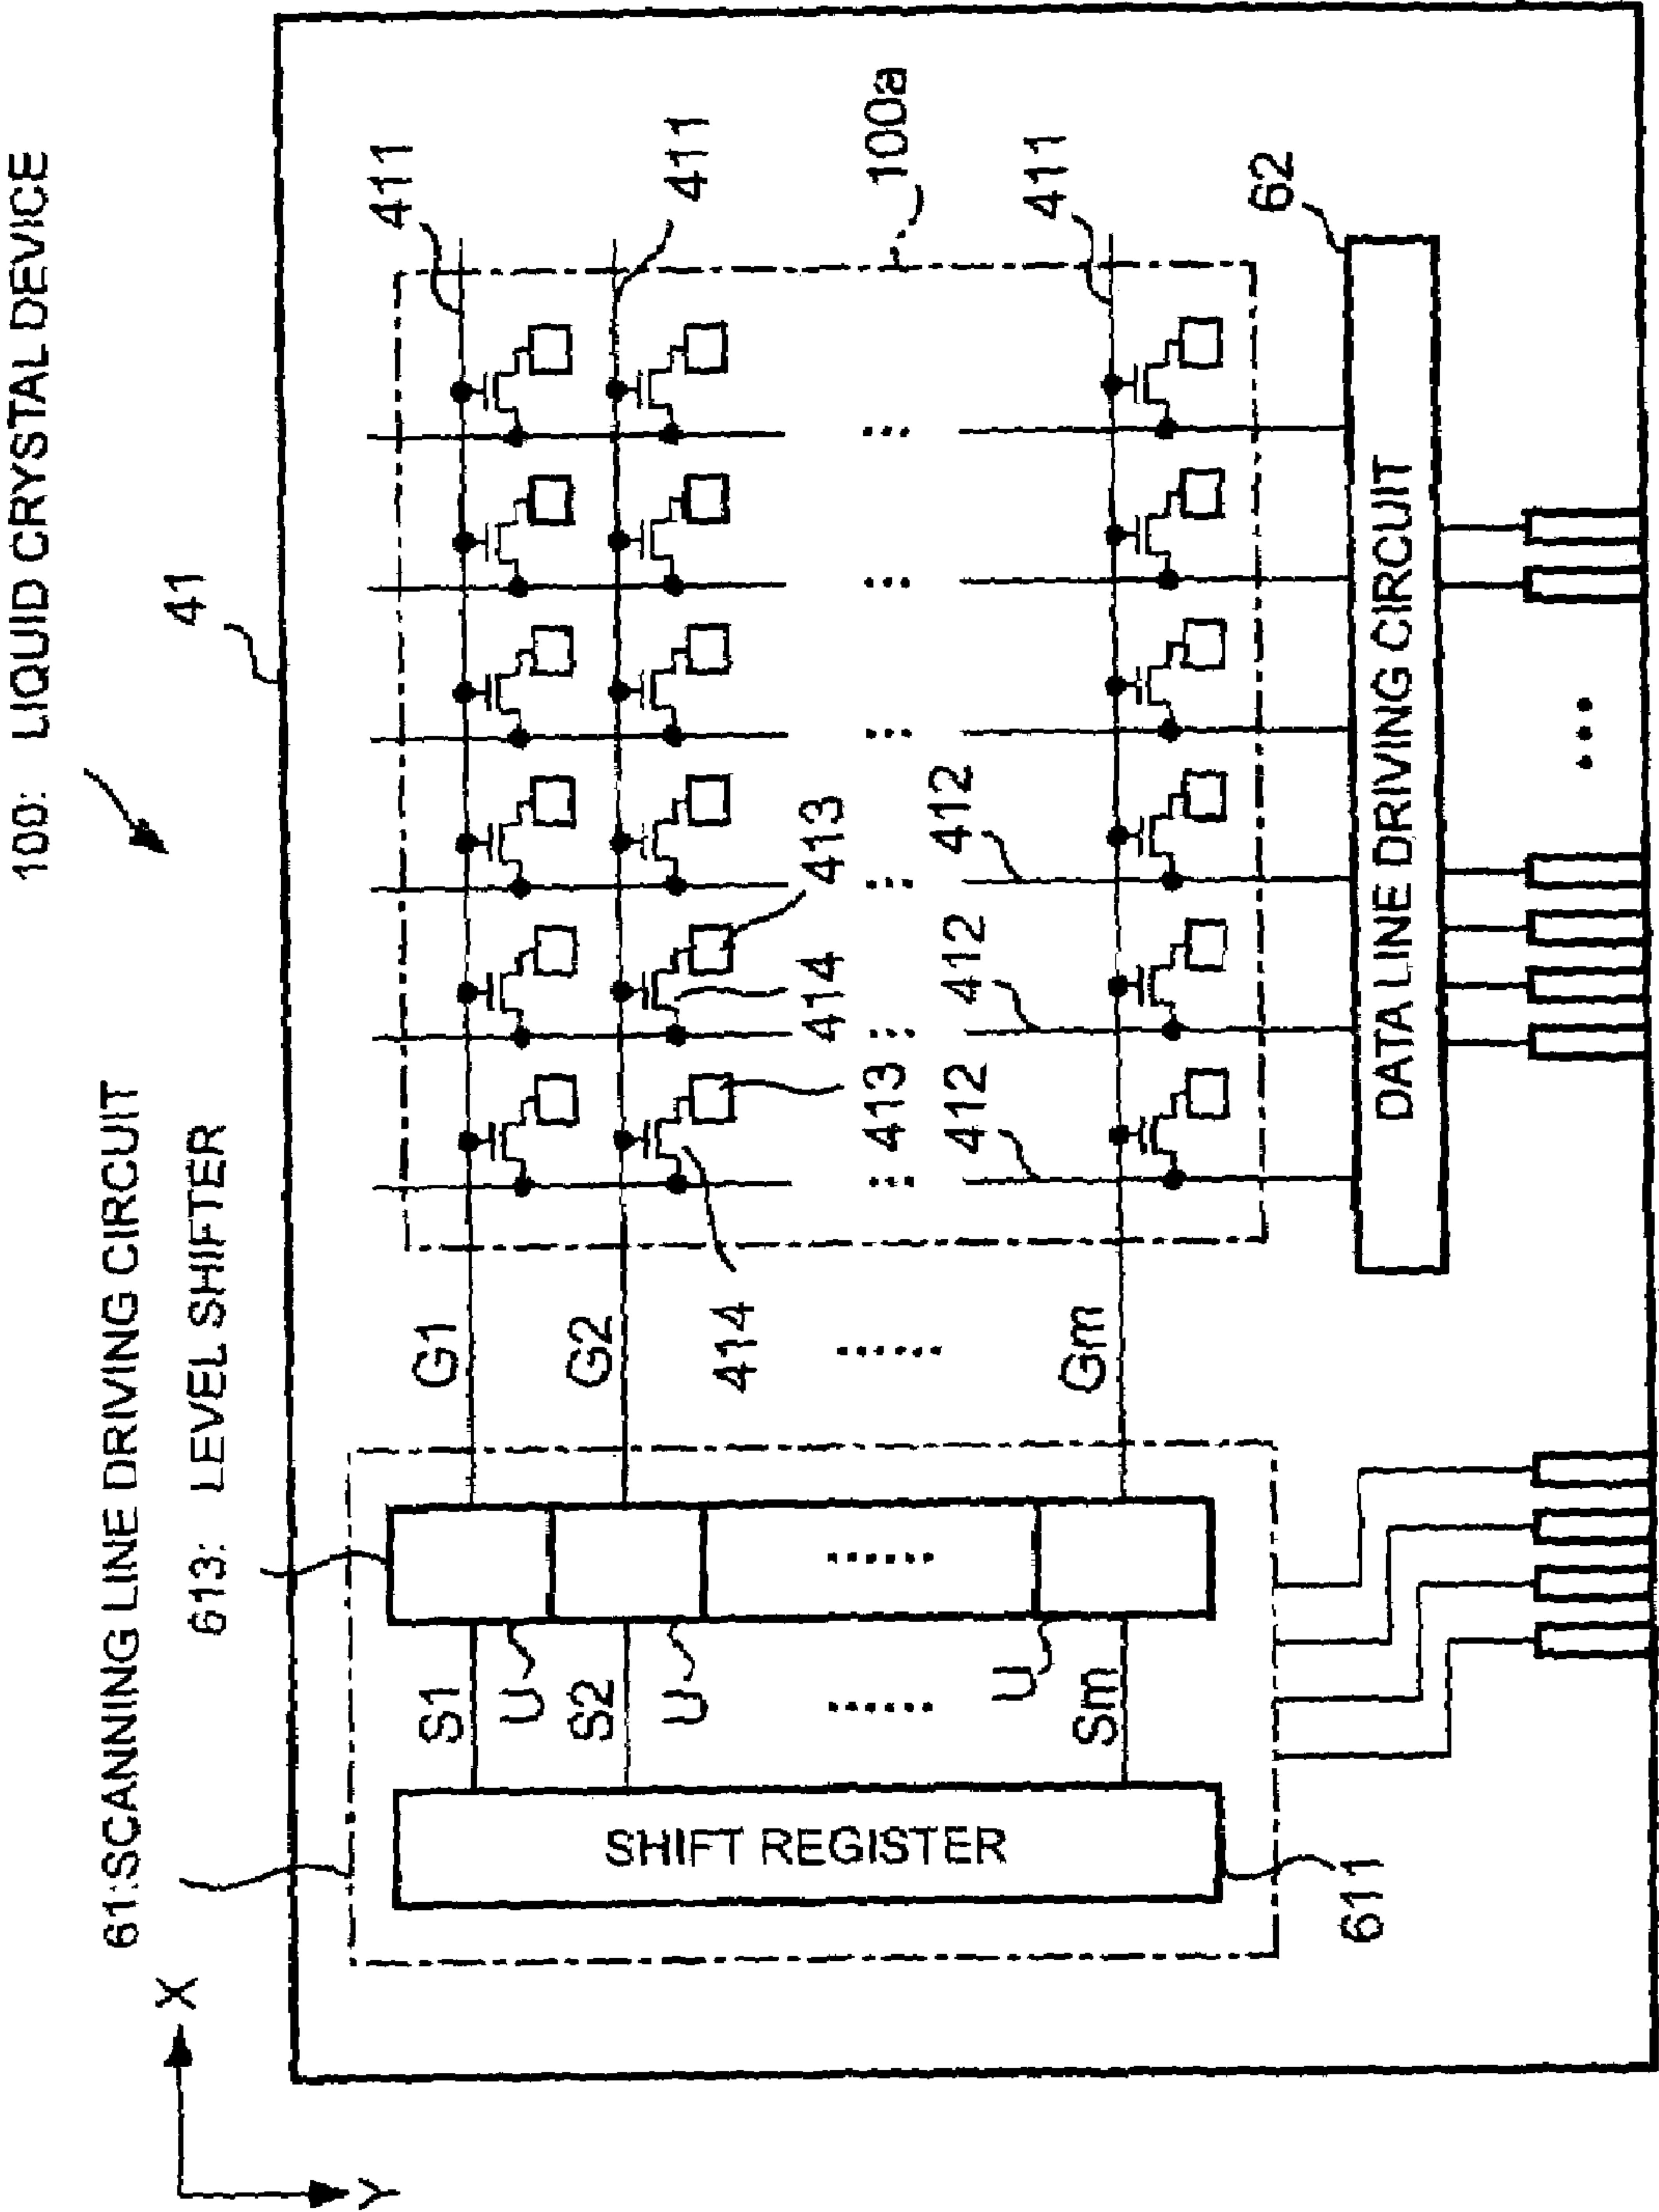 100: LIQUID CRYSTAL DEVICE
41
61:SCANNING LINE DRIVING CIRCUIT
613: LEVEL SHIFTER
X
Y
411
411
100a
411
62
G1
G2
......
Gm
S1
U
S2
U
......
U
Sm
......
SHIFT REGISTER
611
414
413
414
413
412
412
412
... ... ... ... ... ...
DATA LINE DRIVING CIRCUIT
...